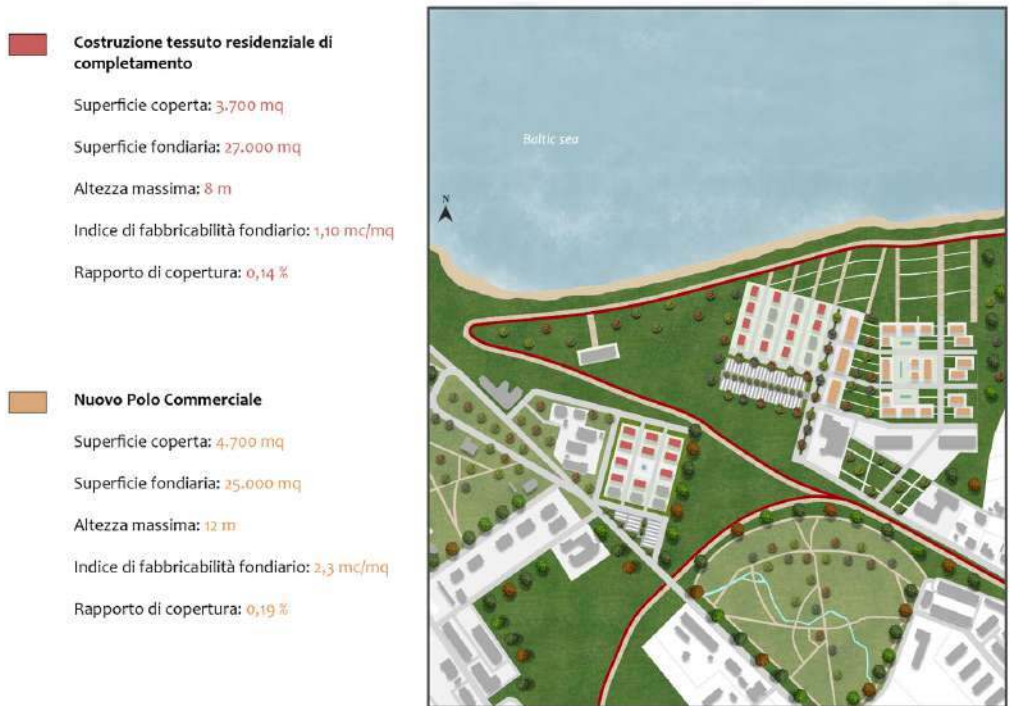 Costruzione tessuto residenziale di
completamento
Superficie coperta: 3.700 mq
Superficie fondiaria: 27.000 mq
Altezza massima: 8 m
Indice di fabbricabilità fondiario: 1,10 mc/mq
Rapporto di copertura: 0,14 %
Nuovo Polo Commerciale
Superficie coperta: 4.700 mq
Superficie fondiaria: 25.000 mq
Altezza massima: 12 m
Indice di fabbricabilità fondiario: 2,3 mc/mq
Rapporto di copertura: 0,19 %
Baltic sea
N